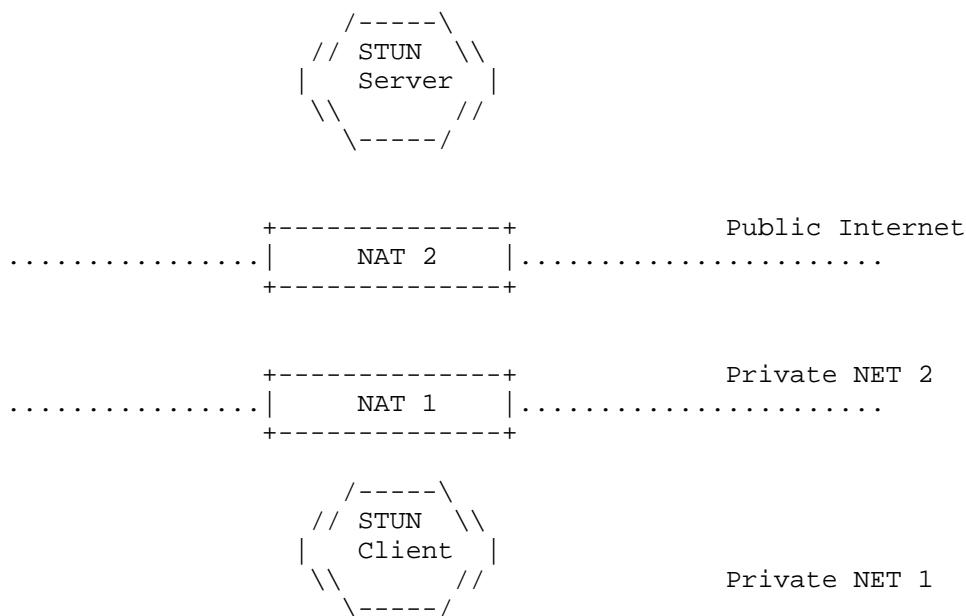 STUN
Server
Public Internet
NAT 2
Private NET 2
NAT 1
STUN
Client
Private NET 1